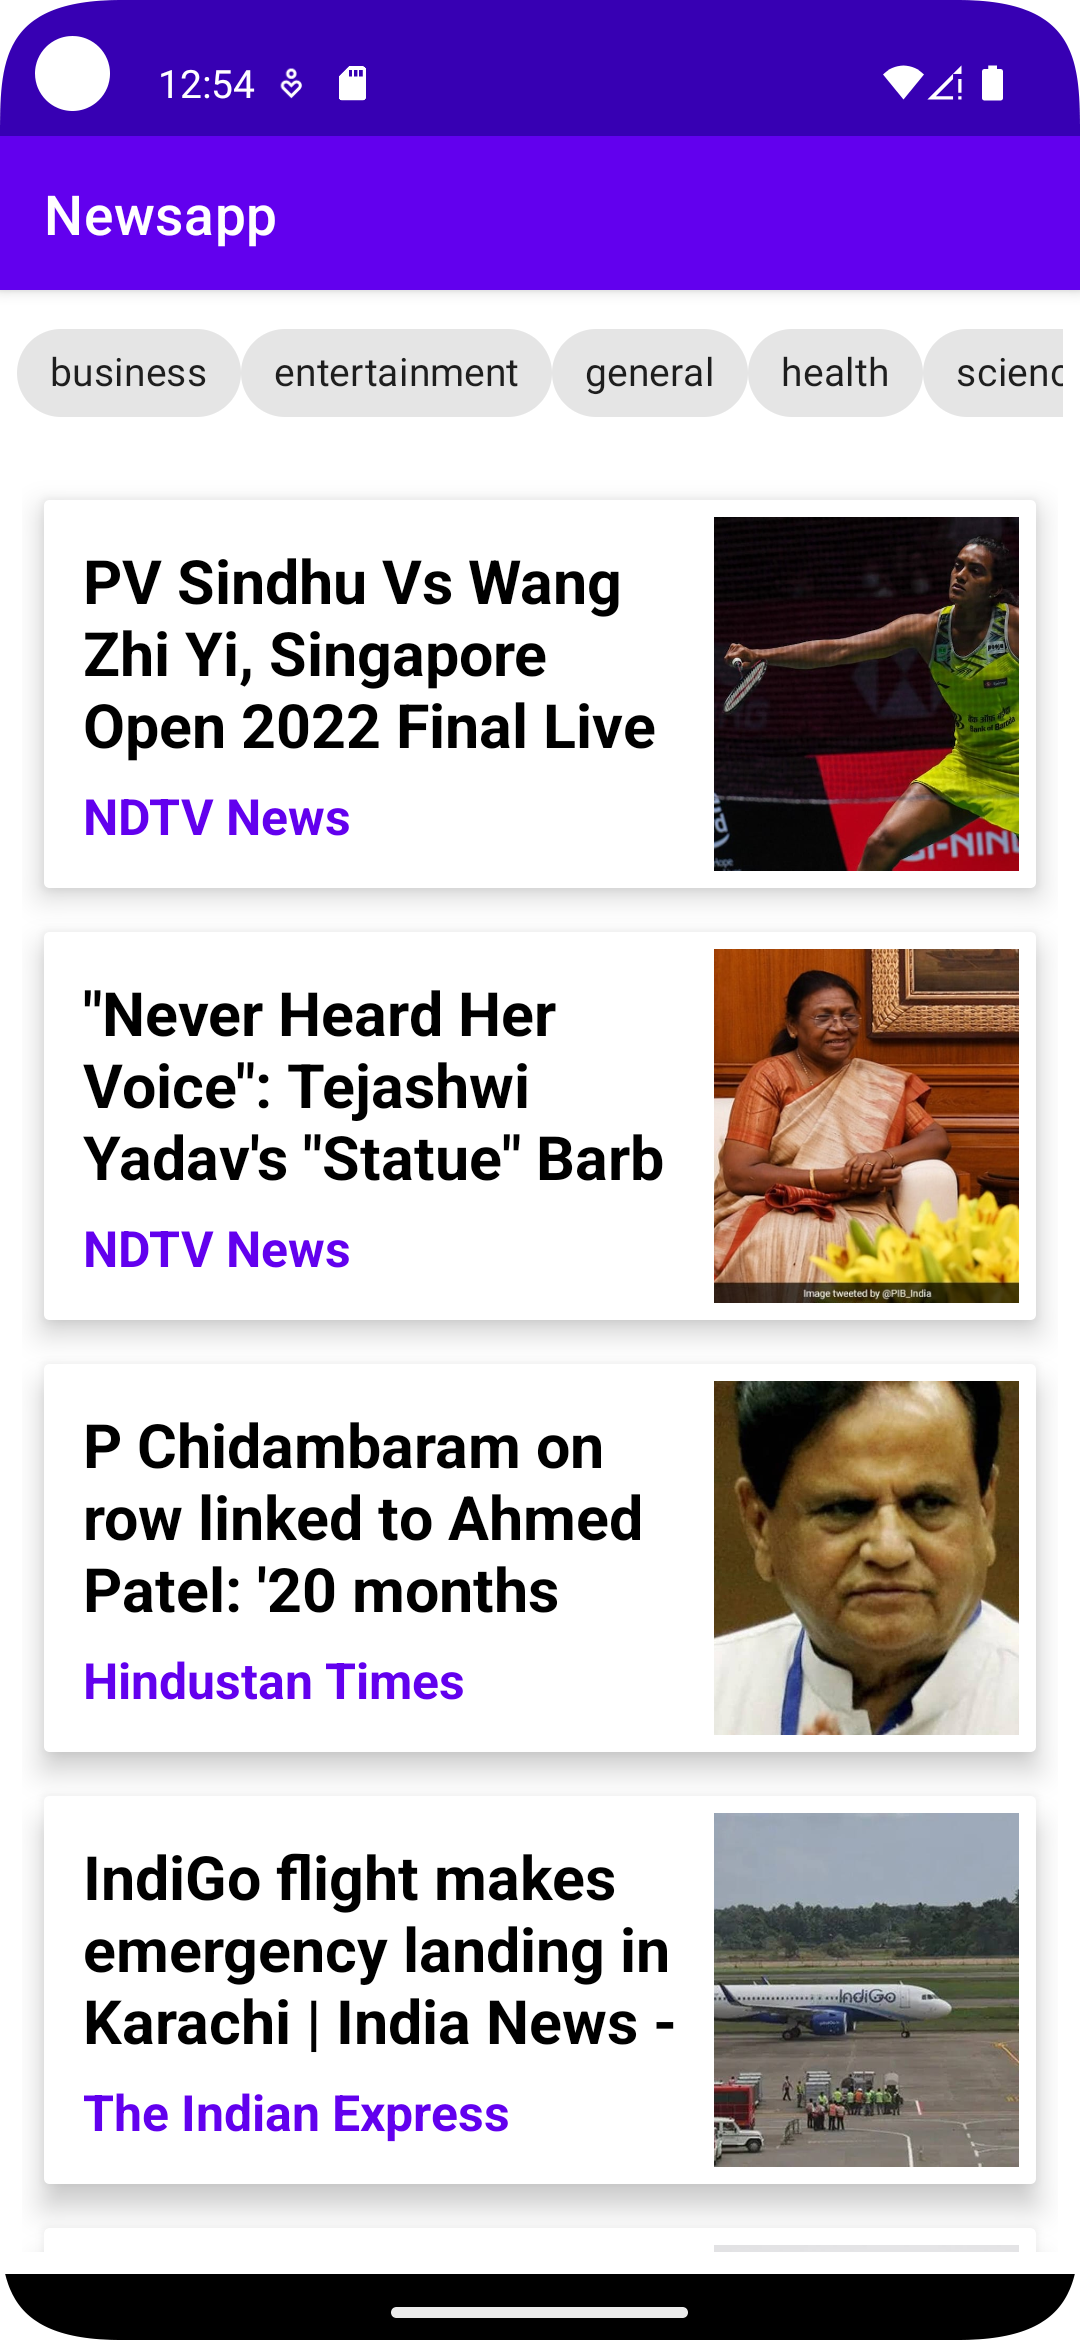 12:54
Newsapp
business entertainment general health scienc
PV Sindhu Vs Wang
Zhi Yi, Singapore
Open 2022 Final Live
NDTV News
"Never Heard Her
Voice": Tejashwi
Yadav's "Statue" Barb
NDTV News
Image tweeted by @PIB_India
P Chidambaram on
row linked to Ahmed
Patel: '20 months
Hindustan Times
IndiGo flight makes
emergency landing in
Karachi | India News -
The Indian Express
IndiGo